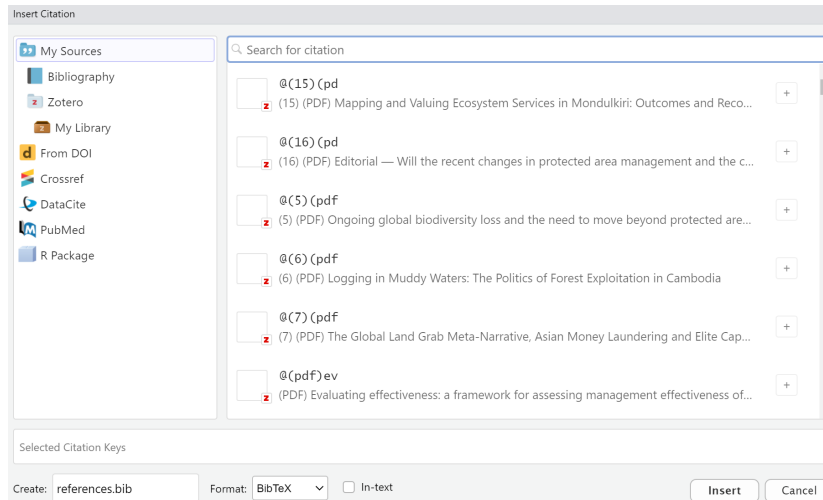 Insert Citation
My Sources
Bibliography
Zotero
My Library
From DOI
Crossref
DataCite
PubMed
R Package
Search for citation
@(15)(pd
(15) (PDF) Mapping and Valuing Ecosystem Services in Mondulkiri: Outcomes and Reco...
@(16)(pd
(16) (PDF) Editorial — Will the recent changes in protected area management and the c...
@(5)(pdf
(5) (PDF) Ongoing global biodiversity loss and the need to move beyond protected are...
@(6)(pdf
(6) (PDF) Logging in Muddy Waters: The Politics of Forest Exploitation in Cambodia
@(7)(pdf
(7) (PDF) The Global Land Grab Meta-Narrative, Asian Money Laundering and Elite Cap...
@(pdf)ev
(PDF) Evaluating effectiveness: a framework for assessing management effectiveness of...
Selected Citation Keys
Create: references.bib Format: BibTeX In-text Insert Cancel